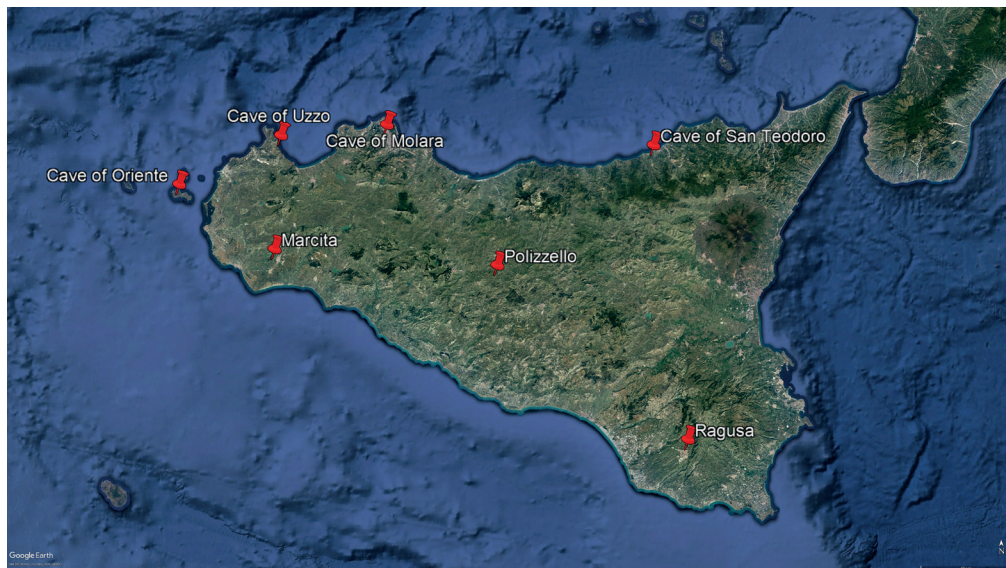 Cave of Uzzo
Cave of Molara
Cave of San Teodoro
Cave of Oriente
Marcita
Polizzello
Ragusa
Google Earth
N